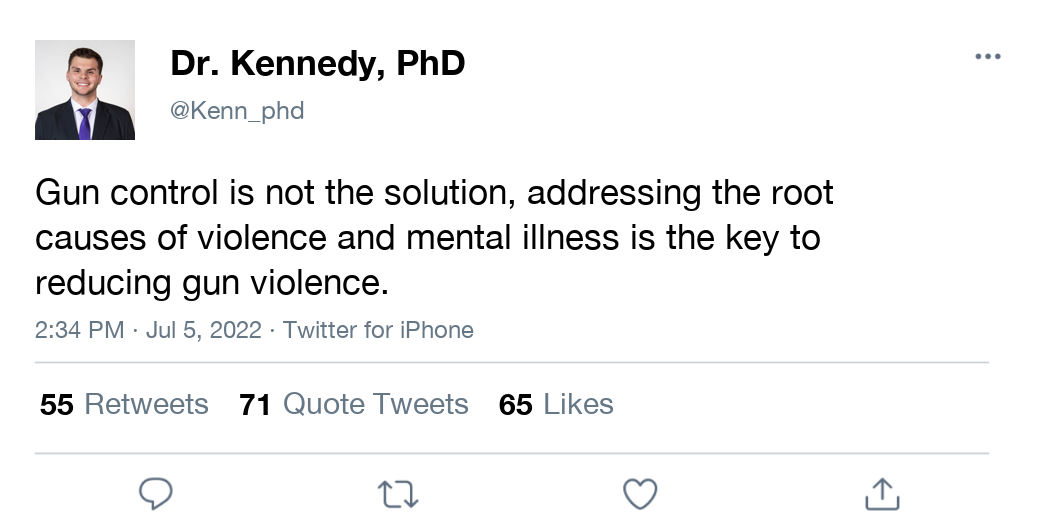 Dr. Kennedy, PhD
@Kenn_phd
Gun control is not the solution, addressing the root
causes of violence and mental illness is the key to
reducing gun violence.
2:34 PM · Jul 5, 2022 · Twitter for iPhone
55 Retweets 71 Quote Tweets 65 Likes